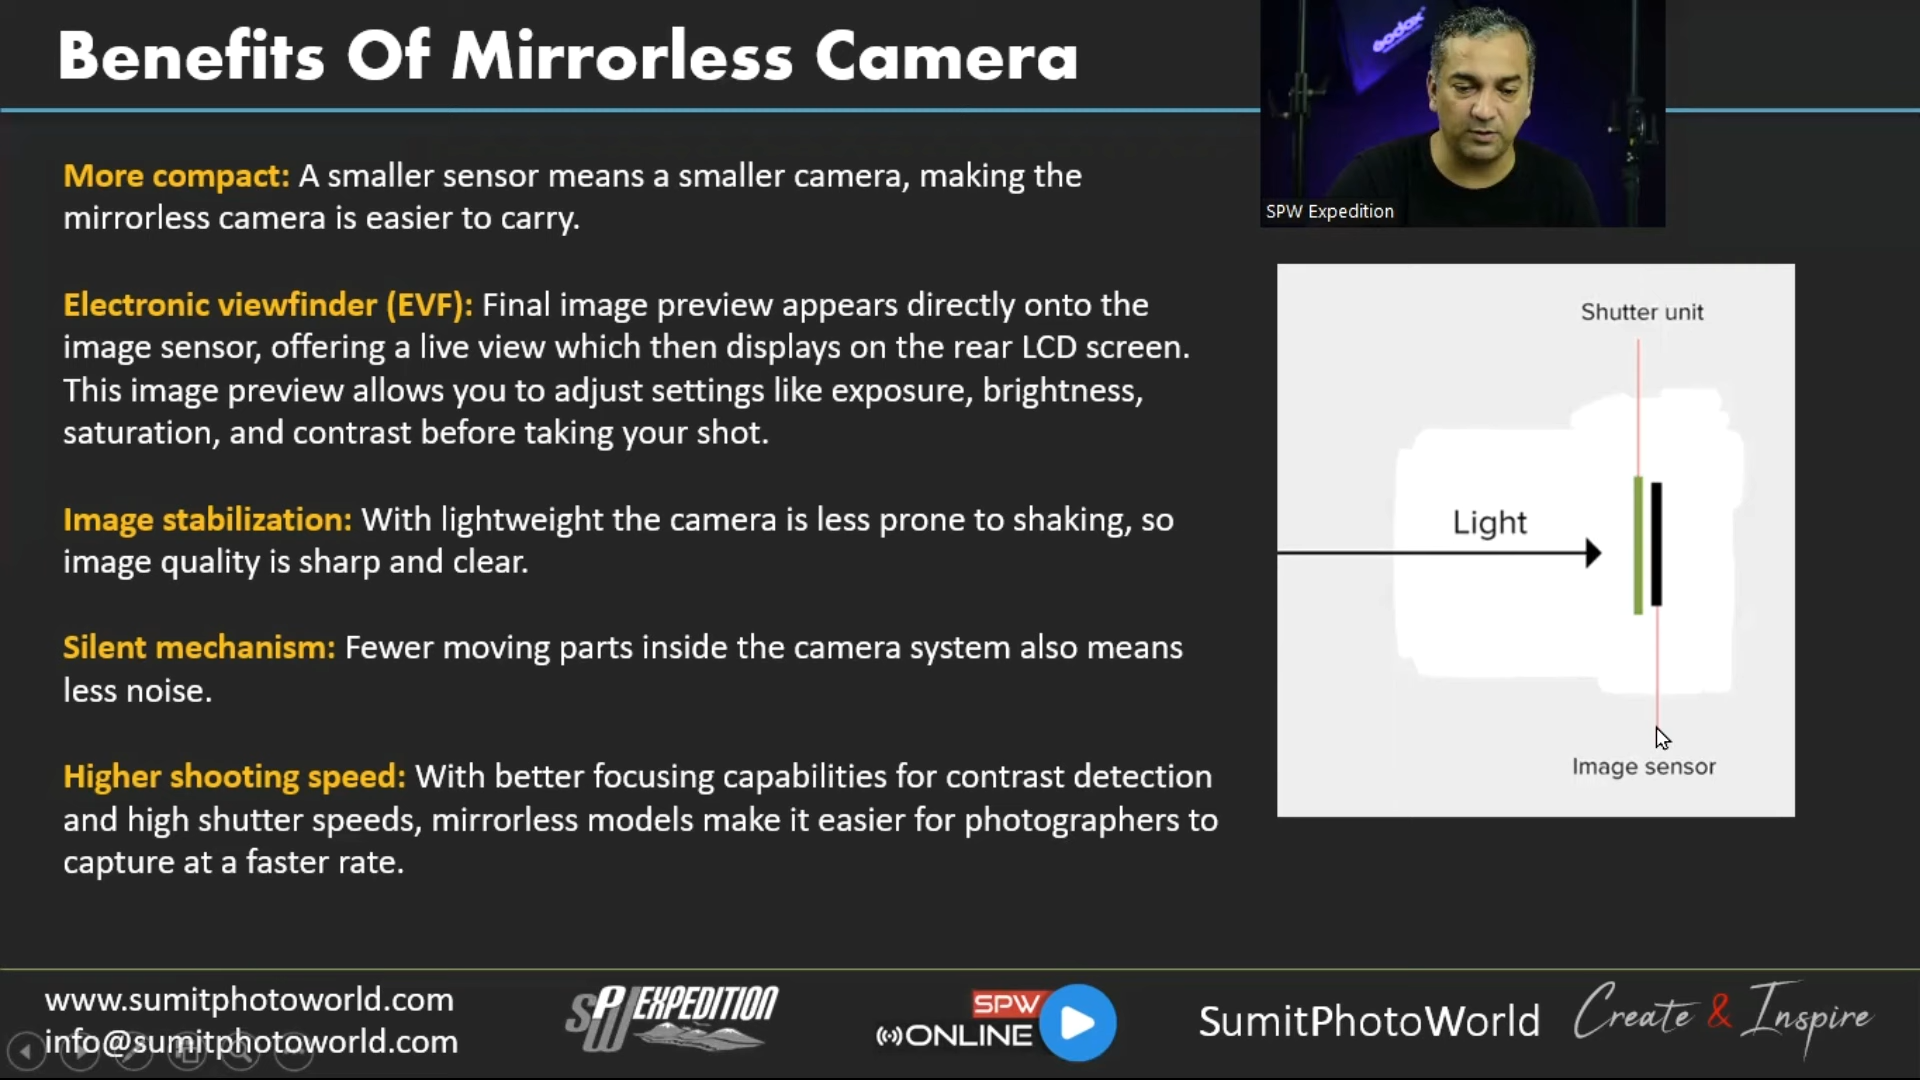 Benefits Of Mirrorless Camera
Godox
SPW Expedition
More compact: A smaller sensor means a smaller camera, making the
mirrorless camera is easier to carry.
Electronic viewfinder (EVF): Final image preview appears directly onto the
image sensor, offering a live view which then displays on the rear LCD screen.
This image preview allows you to adjust settings like exposure, brightness,
saturation, and contrast before taking your shot.
Image stabilization: With lightweight the camera is less prone to shaking, so
image quality is sharp and clear.
Silent mechanism: Fewer moving parts inside the camera system also means
less noise.
Higher shooting speed: With better focusing capabilities for contrast detection
and high shutter speeds, mirrorless models make it easier for photographers to
capture at a faster rate.
Shutter unit
Light
Image sensor
www.sumitphotoworld.com
info@sumitphotoworld.com
SPW EXPEDITION
SPW
ONLINE
SumitPhotoWorld
Create & Inspire